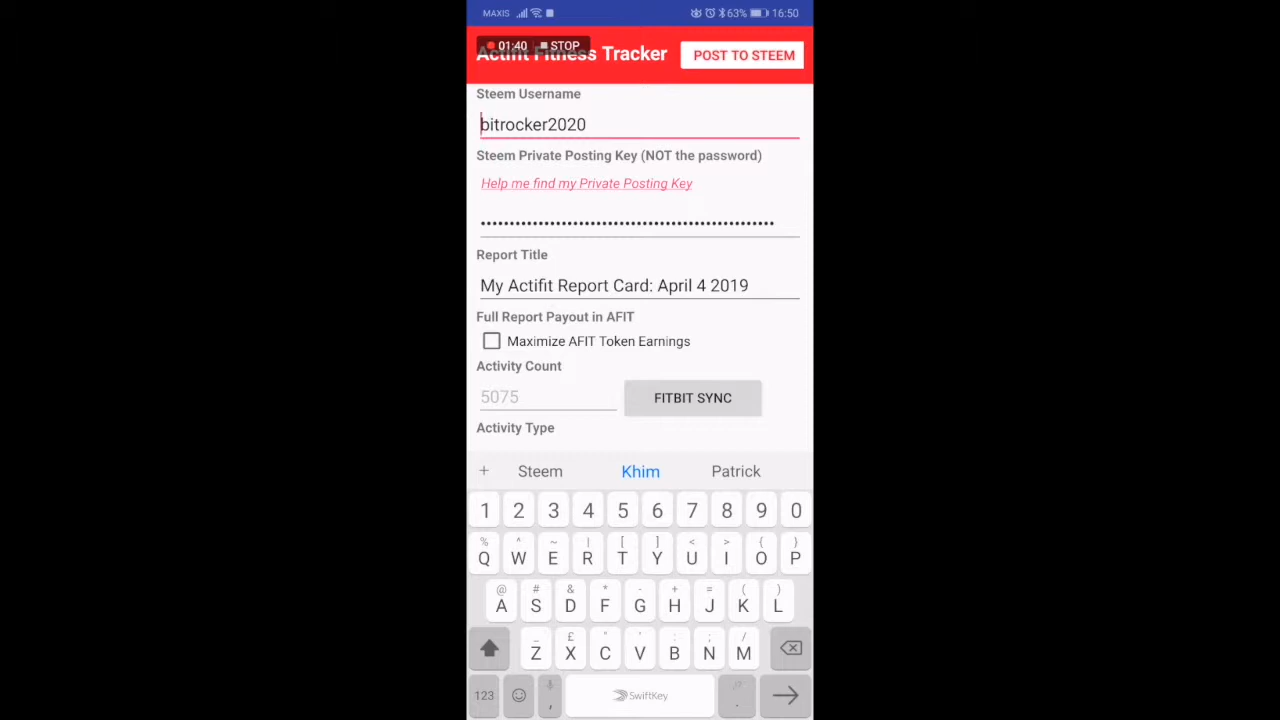 MAXIS 63% 16:50
01:40 STOP
Actifit Fitness Tracker POST TO STEEM
Steem Username
bitrocker2020
Steem Private Posting Key (NOT the password)
Help me find my Private Posting Key
••••••••••••••••••••••••••••••••••••••••••••••••••••
Report Title
My Actifit Report Card: April 4 2019
Full Report Payout in AFIT
Maximize AFIT Token Earnings
Activity Count
5075 FITBIT SYNC
Activity Type
+ Steem Khim Patrick
1 2 3 4 5 6 7 8 9 0
% ^ ~ | [ ] < > { }
Q W E R T Y U I O P
@ # & * - + = ( )
A S D F G H J K L
_ £ " ' : ; /
Z X C V B N M
123 , SwiftKey .